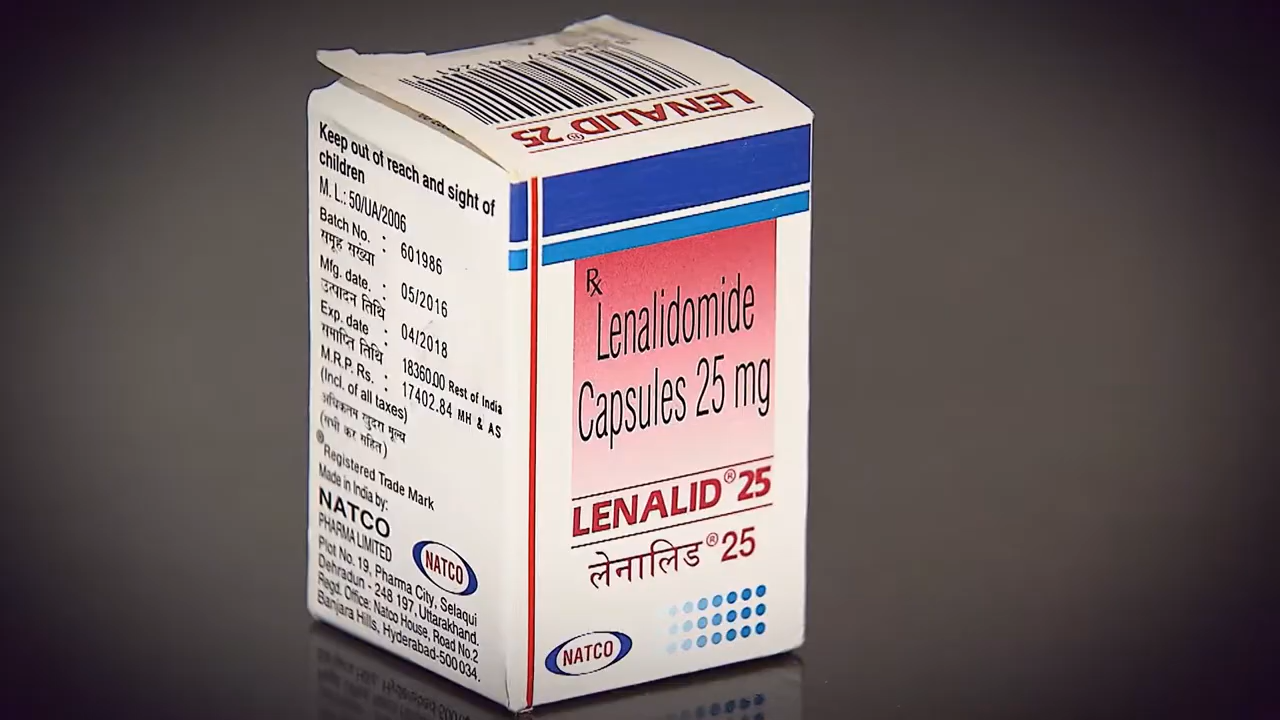 LENALID® 25
Keep out of reach and sight of
children
M. L.: 50/UA/2006
Batch No. : 601986
समूह संख्या
Mfg. date. : 05/2016
उत्पादन तिथि
Exp. date : 04/2018
समाप्ति तिथि
M.R.P. Rs. : 18360.00 Rest of India
(Incl. of all taxes) 17402.84 MH & AS
अधिकतम खुदरा मूल्य
(सभी कर सहित)
® Registered Trade Mark
Made in India by:
NATCO
PHARMA LIMITED
NATCO
Plot No. 19, Pharma City, Selaqui
Dehradun - 248 197, Uttarakhand.
Regd. Office: Natco House, Road No.2
Banjara Hills, Hyderabad-500 034.
Rx
Lenalidomide
Capsules 25 mg
LENALID® 25
लेनालिड® 25
NATCO